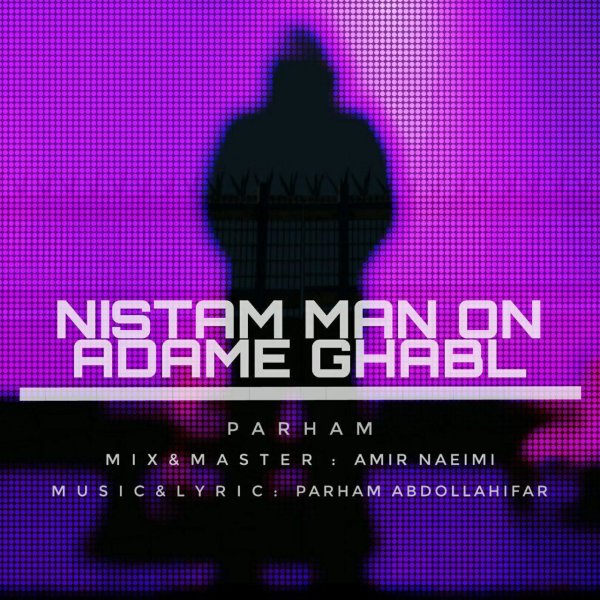 NISTAM MAN ON
ADAME GHABL
PARHAM
MIX&MASTER : AMIR NAEIMI
MUSIC&LYRIC: PARHAM ABDOLLAHIFAR